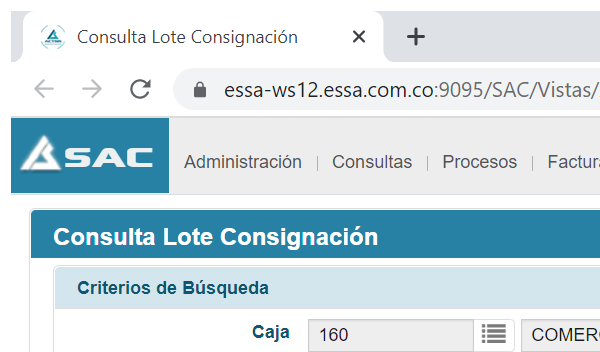 Consulta Lote Consignación
essa-ws12.essa.com.co:9095/SAC/Vistas/
SAC Administración | Consultas | Procesos | Factura
Consulta Lote Consignación
Criterios de Búsqueda
Caja 160 COMERC